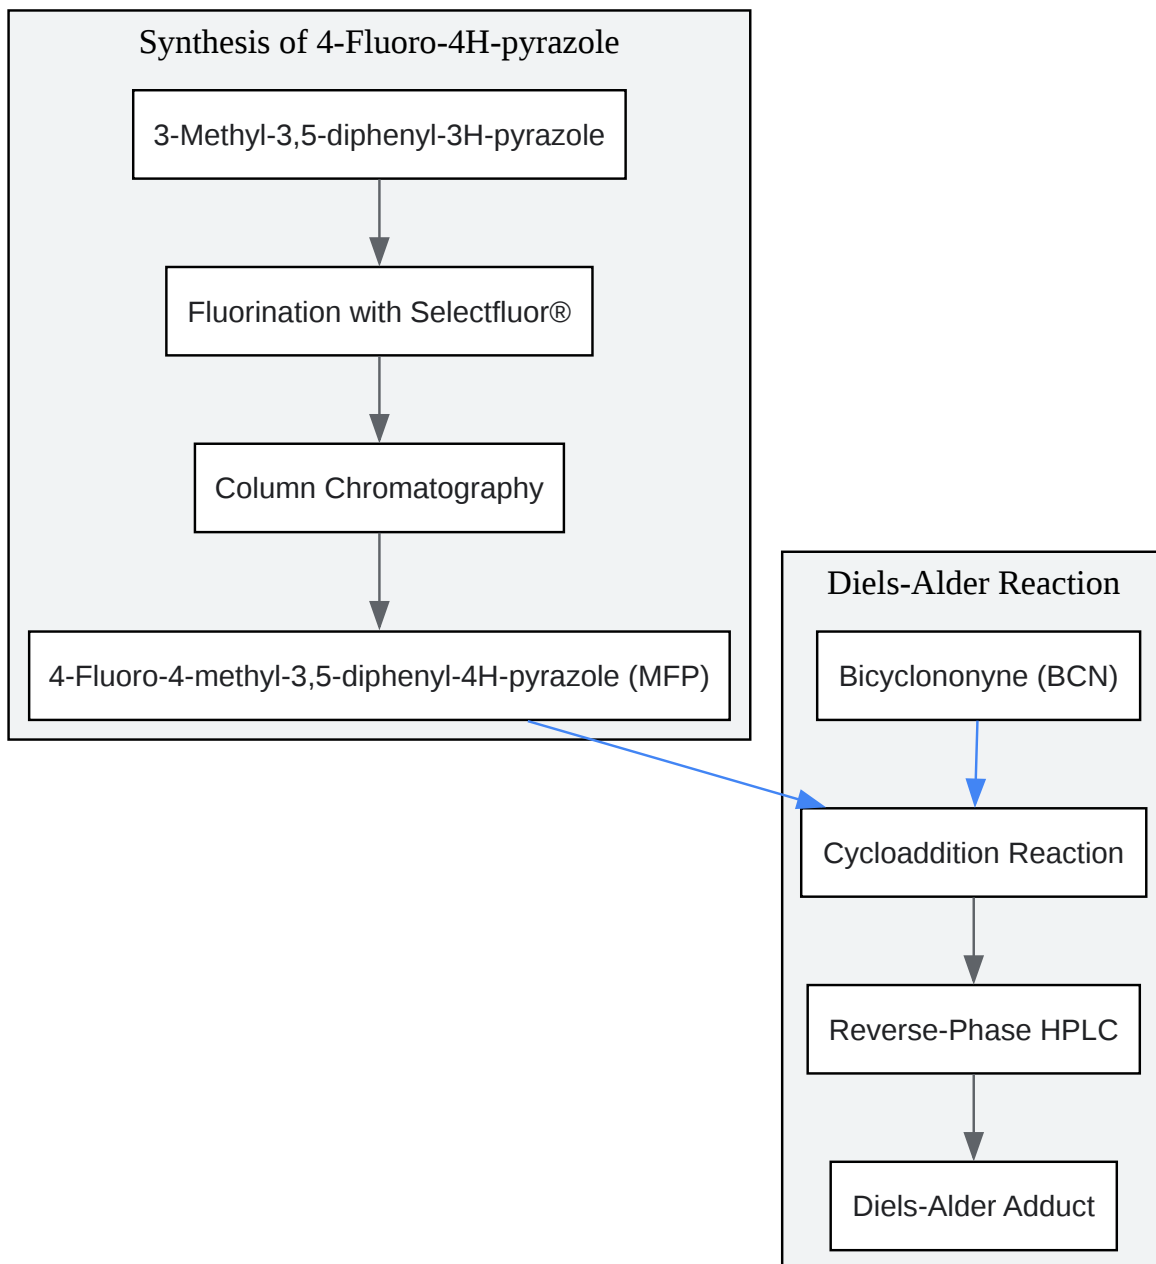 Synthesis of 4-Fluoro-4H-pyrazole
3-Methyl-3,5-diphenyl-3H-pyrazole
Fluorination with Selectfluor®
Column Chromatography
4-Fluoro-4-methyl-3,5-diphenyl-4H-pyrazole (MFP)
Diels-Alder Reaction
Bicyclononyne (BCN)
Cycloaddition Reaction
Reverse-Phase HPLC
Diels-Alder Adduct